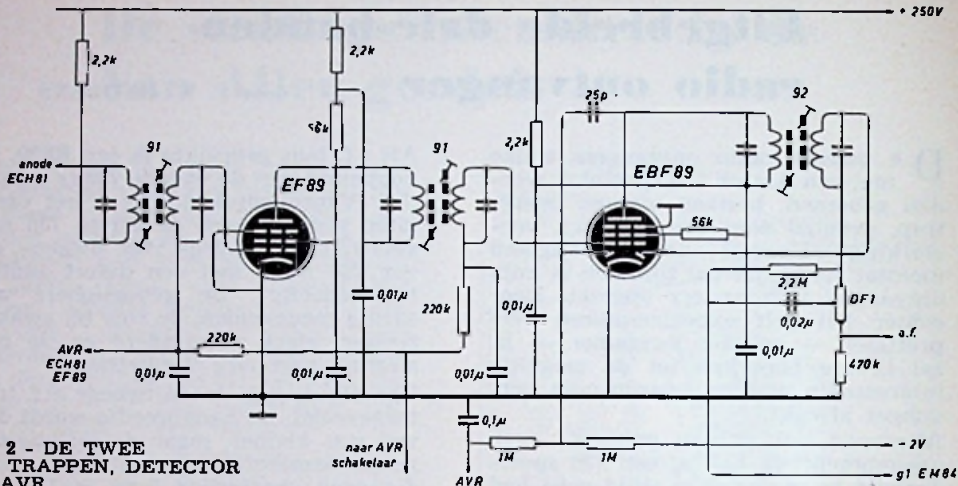 + 250V
2,2k
2,2k
56k
25p
92
2,2k
91
91
anode
ECH81
EF89
EBF89
56k
2,2M
0,02µ
DF1
0,01µ
220k
0,01µ
a.f.
220k
0,01µ
470k
AVR
ECH81
EF89
0,01µ
0,01µ
0,01µ
0,1µ
-2V
1M
1M
naar AVR
schakelaar
AVR
g1 EM84
2 - DE TWEE
TRAPPEN, DETECTOR
AVR